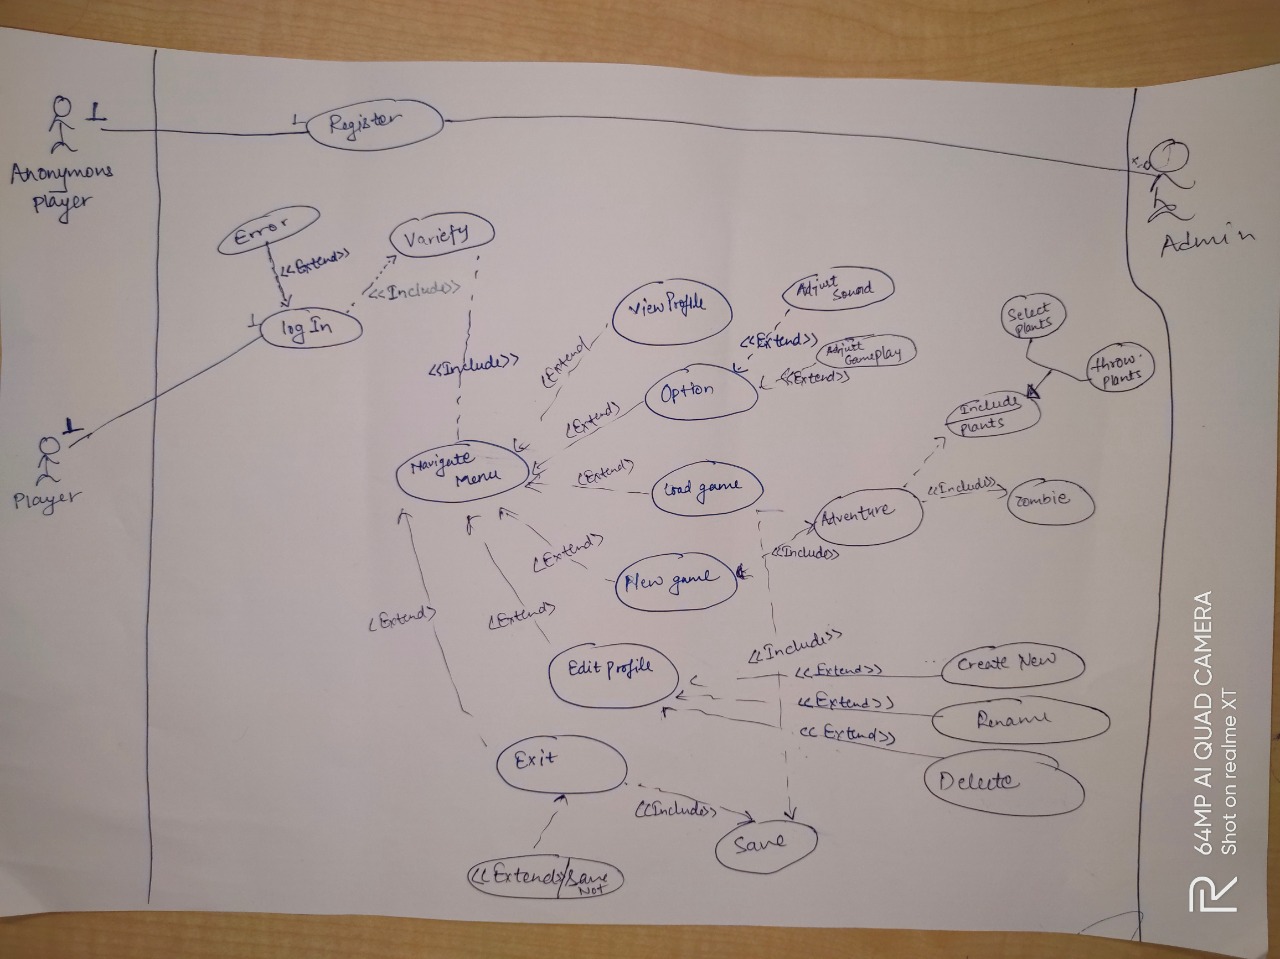 1
1
Register
Anonymous
player
Admin
Error
<<Extend>>
Variefy
<<Include>>
1
log In
1
Player
<<Include>>
View Profile
<Extend
Adjust
Sound
<<Extend>>
Adjust
Gameplay
<<Extend>>
Option
<Extend>
Select
plants
throw
plants
Include
plants
Navigate
Menu
<Extend>
Load game
Adventure
<<Include>>
Zombie
<<Include>>
<Extend>
New game
<Extend>
<Extend>
Edit Profile
<<Include>>
<<Extend>>
Create New
<<Extend>>
Rename
<< Extend>>
Delecte
Exit
<<Include>>
Save
<<Extend>>/Save
Not
64MP AI QUAD CAMERA
Shot on realme XT
R